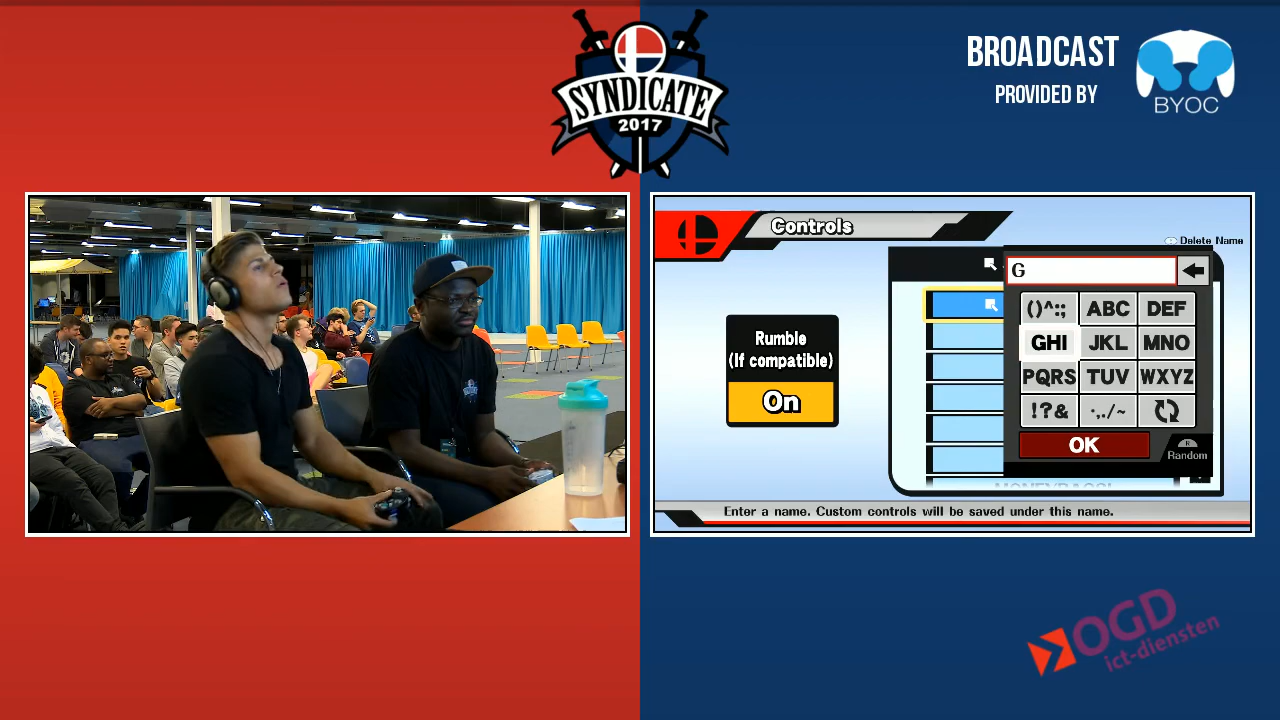 SYNDICATE
2017
BROADCAST
PROVIDED BY
BYOC
Controls
Delete Name
G
Rumble
(If compatible)
On
()^:; ABC DEF
GHI JKL MNO
PQRS TUV WXYZ
!?& ·,./~
OK
R
Random
Enter a name. Custom controls will be saved under this name.
OGD
ict-diensten